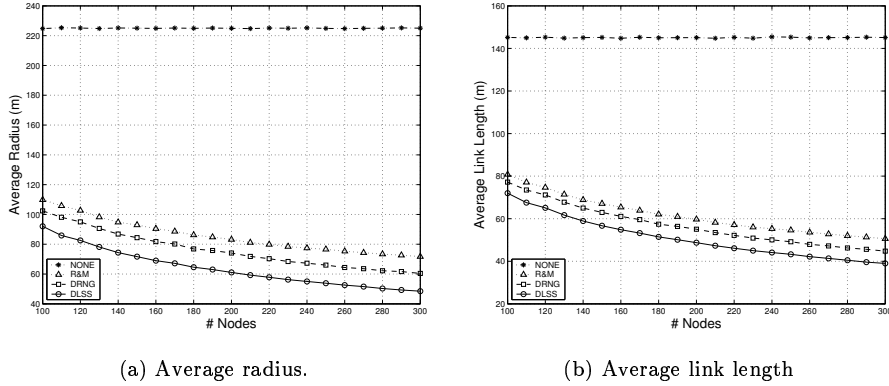 240
220
200
180
160
140
120
100
80
60
40
Average Radius (m)
NONE
R&M
DRNG
DLSS
100 120 140 160 180 200 220 240 260 280 300
# Nodes
(a) Average radius.
160
140
120
100
80
60
40
20
Average Link Length (m)
NONE
R&M
DRNG
DLSS
100 120 140 160 180 200 220 240 260 280 300
# Nodes
(b) Average link length